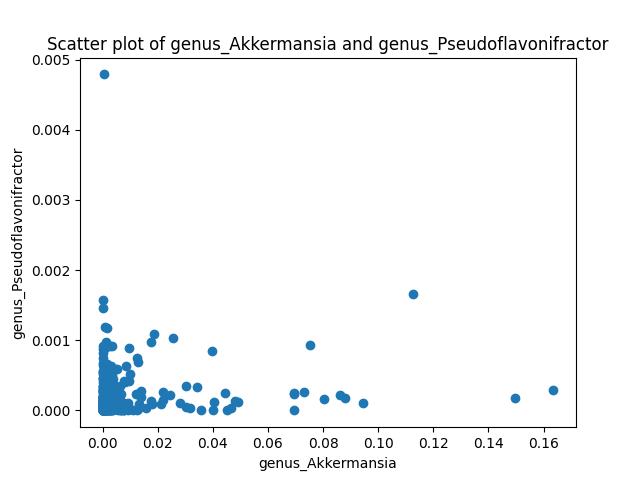 Scatter plot of genus_Akkermansia and genus_Pseudoflavonifractor
0.005
0.004
0.003
0.002
0.001
0.000
genus_Pseudoflavonifractor
0.00 0.02 0.04 0.06 0.08 0.10 0.12 0.14 0.16
genus_Akkermansia